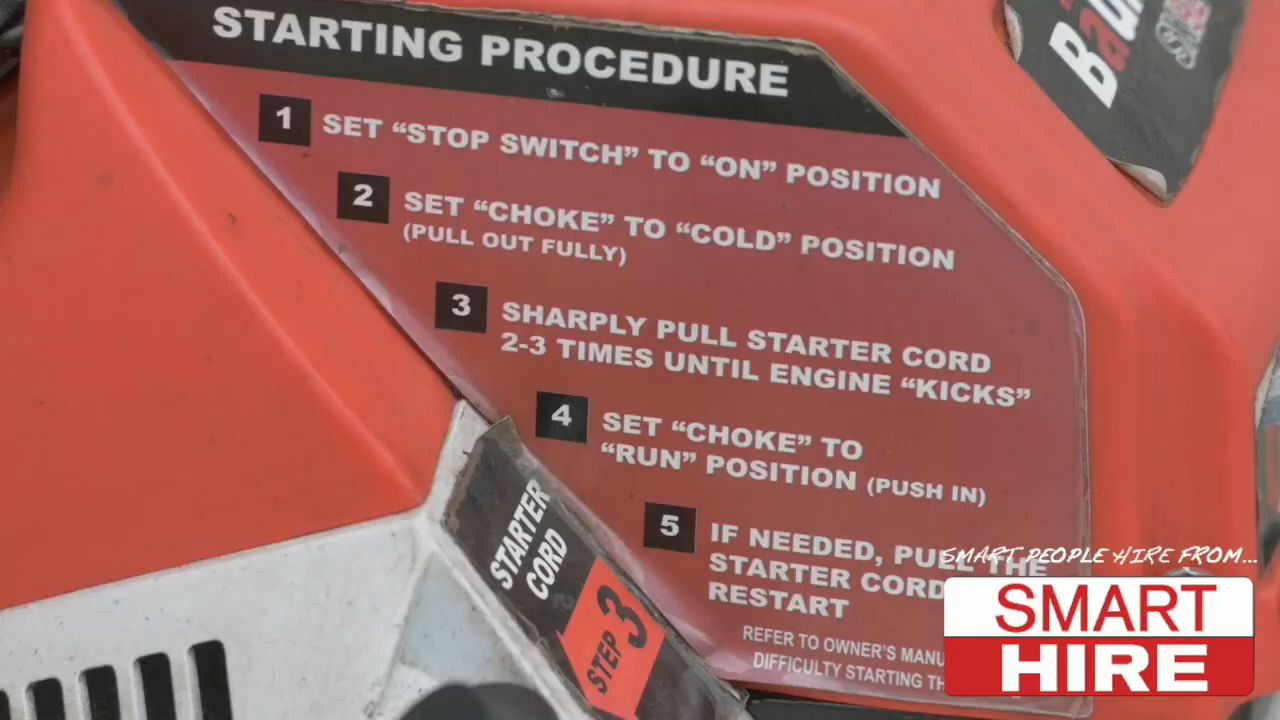 STARTING PROCEDURE
1 SET “STOP SWITCH” TO “ON” POSITION
2 SET “CHOKE” TO “COLD” POSITION
(PULL OUT FULLY)
3 SHARPLY PULL STARTER CORD
2-3 TIMES UNTIL ENGINE “KICKS”
4 SET “CHOKE” TO
“RUN” POSITION (PUSH IN)
5 IF NEEDED, PULL THE
STARTER CORD
RESTART
REFER TO OWNER'S
DIFFICULTY STARTING
STARTER
CORD
STEP 3
SMART PEOPLE HIRE FROM...
SMART
HIRE